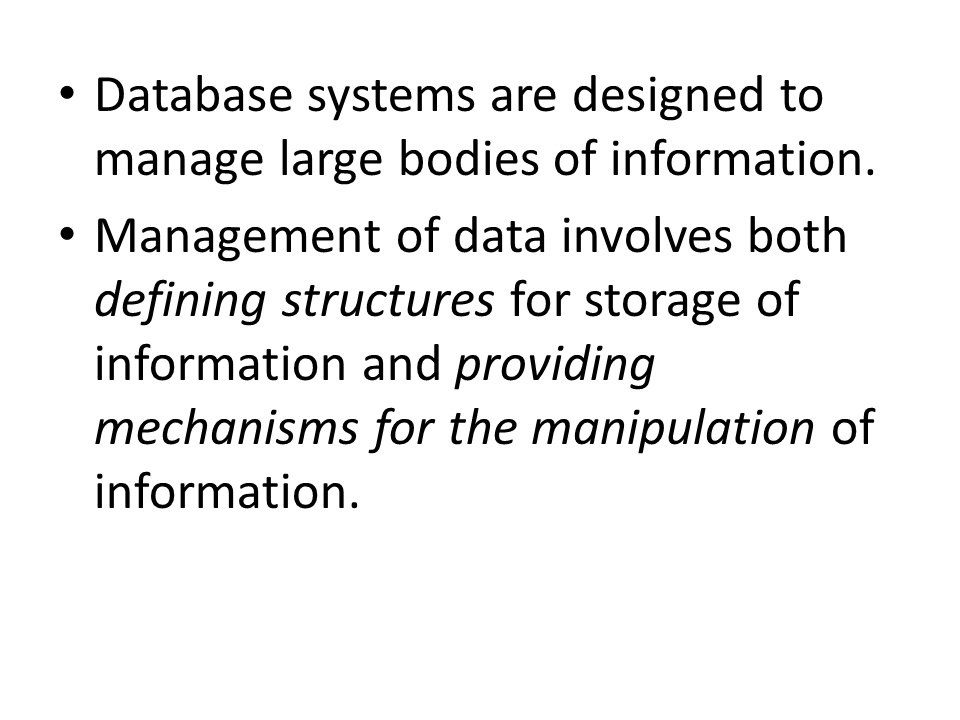 • Database systems are designed to
manage large bodies of information.
• Management of data involves both
defining structures for storage of
information and providing
mechanisms for the manipulation of
information.